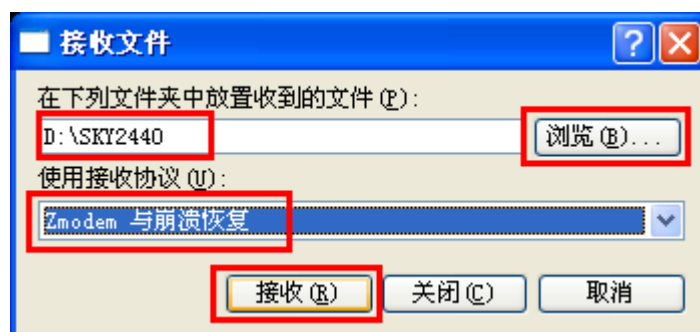 接收文件
在下列文件夹中放置收到的文件(P):
D:\SKY2440 浏览(B)...
使用接收协议(U):
Zmodem 与崩溃恢复
接收(R) 关闭(C) 取消